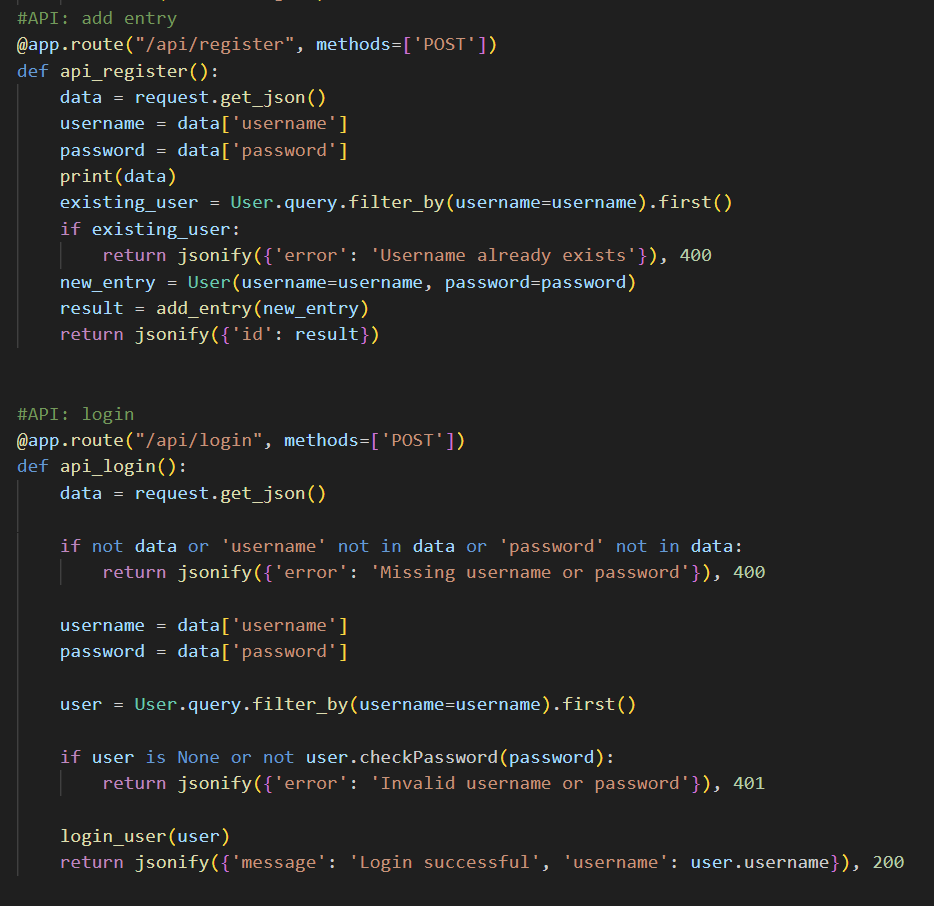 #API: add entry
@app.route("/api/register", methods=['POST'])
def api_register():
    data = request.get_json()
    username = data['username']
    password = data['password']
    print(data)
    existing_user = User.query.filter_by(username=username).first()
    if existing_user:
        return jsonify({'error': 'Username already exists'}), 400
    new_entry = User(username=username, password=password)
    result = add_entry(new_entry)
    return jsonify({'id': result})
#API: login
@app.route("/api/login", methods=['POST'])
def api_login():
    data = request.get_json()
    if not data or 'username' not in data or 'password' not in data:
        return jsonify({'error': 'Missing username or password'}), 400
    username = data['username']
    password = data['password']
    user = User.query.filter_by(username=username).first()
    if user is None or not user.checkPassword(password):
        return jsonify({'error': 'Invalid username or password'}), 401
    login_user(user)
    return jsonify({'message': 'Login successful', 'username': user.username}), 200